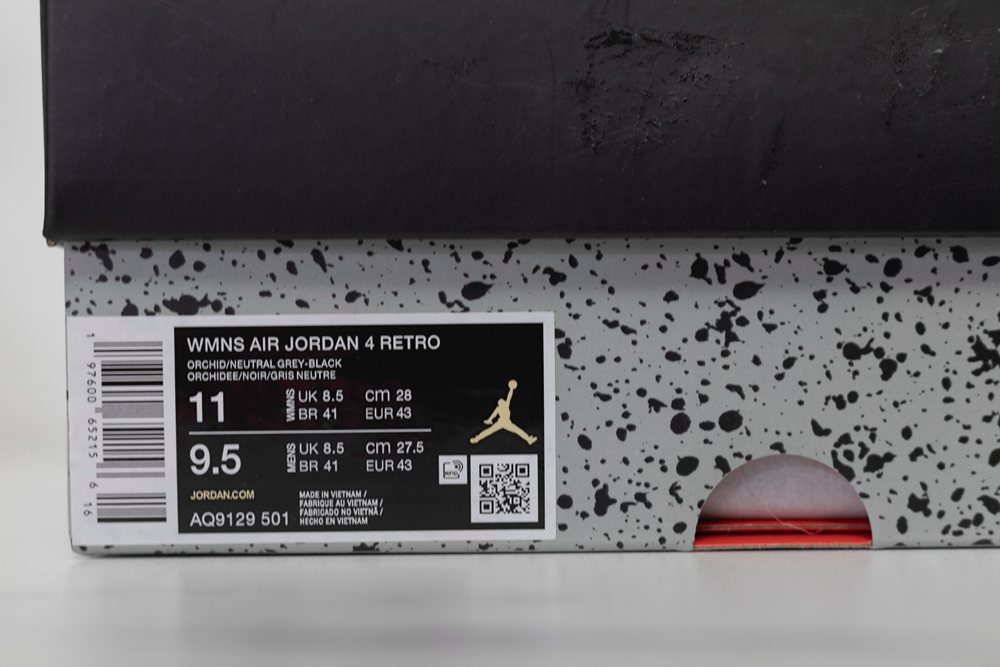 WMNS AIR JORDAN 4 RETRO
ORCHID/NEUTRAL GREY-BLACK
ORCHIDEE/NOIR/GRIS NEUTRE
11 WMNS UK 8.5 cm 28
BR 41 EUR 43
9.5 MENS UK 8.5 cm 27.5
BR 41 EUR 43
JORDAN.COM
AQ9129 501
MADE IN VIETNAM /
FABRIQUE AU VIETNAM /
FABRICADO NO VIETNÃ /
HECHO EN VIETNAM
1 97600 65215 6 16